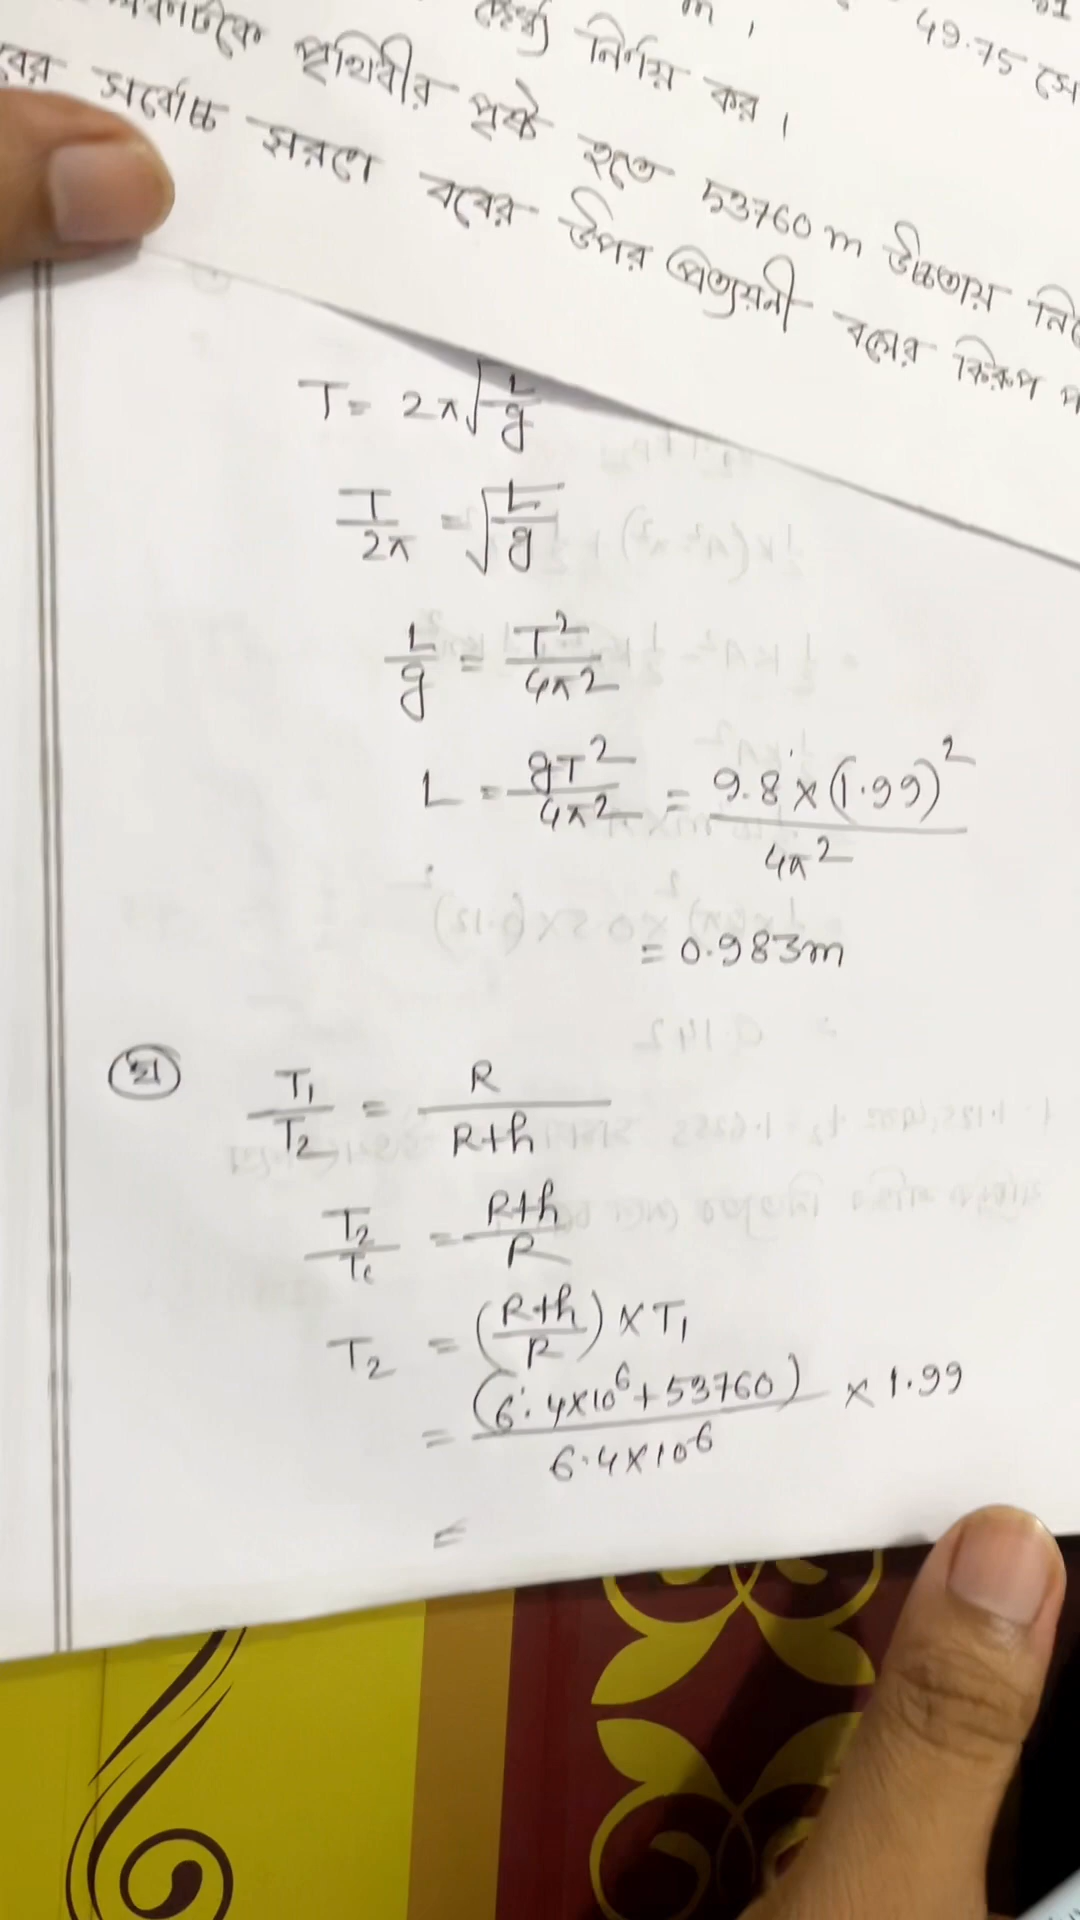 m ,
49.75 সে
দৈর্ঘ্য নির্ণয় কর ।
পৃথিবীর পৃষ্ঠ হতে 53760 m উচ্চতায়
সর্বোচ্চ সরণে ববের উপর প্রত্যয়নী বলের কিরূপ
T = 2π√(L/g)
T/2π = √(L/g)
L/g = T²/4π²
L = gT²/4π² = 9.8 × (1.99)²/4π²
= 0.983m
ঘ
T₁/T₂ = R/R+h
T₂/T₁ = R+h/R
T₂ = (R+h/R) × T₁
= (6.4×10⁶ + 53760)/6.4×10⁶ × 1.99
=